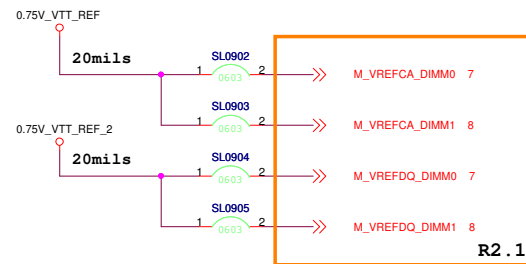 0.75V_VTT_REF
20mils
SL0902
1 0603 2 M_VREFCA_DIMM0 7
SL0903
1 0603 2 M_VREFCA_DIMM1 8
0.75V_VTT_REF_2
20mils
SL0904
1 0603 2 M_VREFDQ_DIMM0 7
SL0905
1 0603 2 M_VREFDQ_DIMM1 8
R2.1